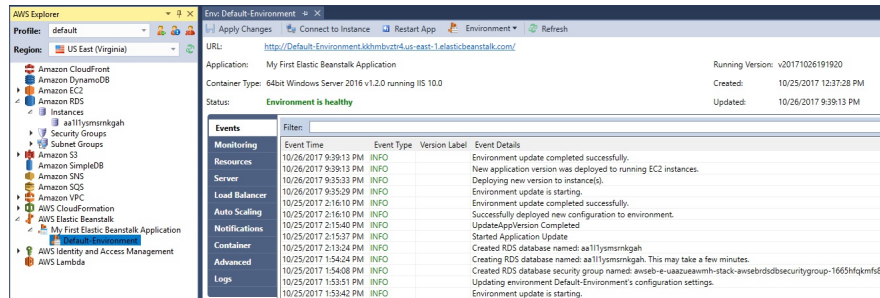 AWS Explorer
Profile: default
Region: US East (Virginia)
Amazon CloudFront
Amazon DynamoDB
Amazon EC2
Amazon RDS
Instances
aa1l1ysmsrnkgah
Security Groups
Subnet Groups
Amazon S3
Amazon SimpleDB
Amazon SNS
Amazon SQS
Amazon VPC
AWS CloudFormation
AWS Elastic Beanstalk
My First Elastic Beanstalk Application
Default-Environment
AWS Identity and Access Management
AWS Lambda
Env: Default-Environment
Apply Changes Connect to Instance Restart App Environment Refresh
URL: http://Default-Environment.kkhmbvztr4.us-east-1.elasticbeanstalk.com/
Application: My First Elastic Beanstalk Application Running Version: v20171026191920
Container Type: 64bit Windows Server 2016 v1.2.0 running IIS 10.0 Created: 10/25/2017 12:37:28 PM
Status: Environment is healthy Updated: 10/26/2017 9:39:13 PM
Events
Monitoring
Resources
Server
Load Balancer
Auto Scaling
Notifications
Container
Advanced
Logs
Filter:
Event Time Event Type Version Label Event Details
10/26/2017 9:39:13 PM INFO Environment update completed successfully.
10/26/2017 9:39:13 PM INFO New application version was deployed to running EC2 instances.
10/26/2017 9:35:33 PM INFO Deploying new version to instance(s).
10/26/2017 9:35:29 PM INFO Environment update is starting.
10/25/2017 2:16:10 PM INFO Environment update completed successfully.
10/25/2017 2:16:10 PM INFO Successfully deployed new configuration to environment.
10/25/2017 2:15:40 PM INFO UpdateAppVersion Completed
10/25/2017 2:15:37 PM INFO Started Application Update
10/25/2017 2:13:24 PM INFO Created RDS database named: aa1l1ysmsrnkgah
10/25/2017 1:54:24 PM INFO Creating RDS database named: aa1l1ysmsrnkgah. This may take a few minutes.
10/25/2017 1:54:08 PM INFO Created RDS database security group named: awseb-e-uaazueawmh-stack-awsebrdsdbsecuritygroup-1665hfqkmfs8
10/25/2017 1:53:51 PM INFO Updating environment Default-Environment's configuration settings.
10/25/2017 1:53:42 PM INFO Environment update is starting.